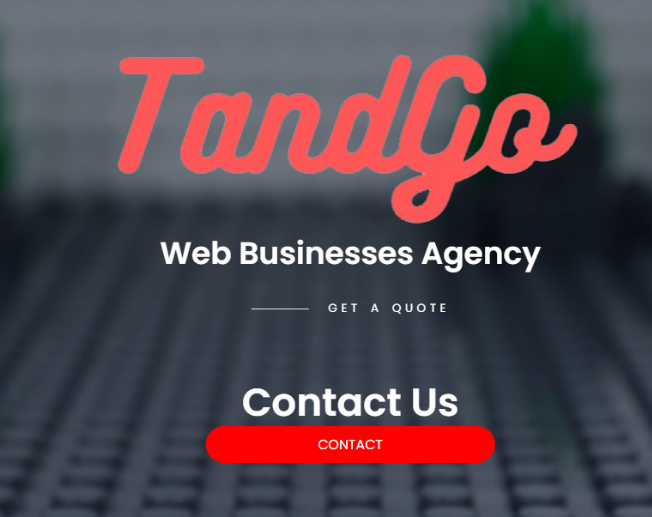 TandGo
Web Businesses Agency
GET A QUOTE
Contact Us
CONTACT